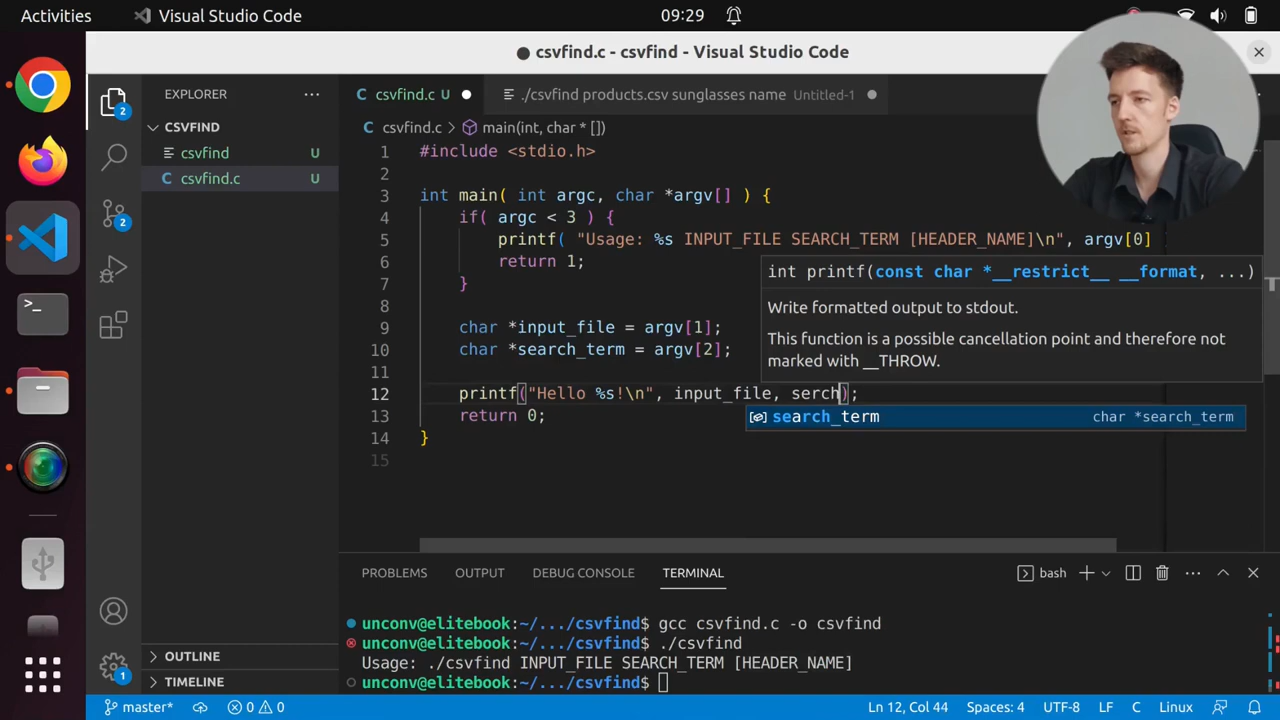 Activities
Visual Studio Code
09:29
csvfind.c - csvfind - Visual Studio Code
2
EXPLORER
CSVFIND
csvfind U
csvfind.c U
csvfind.c U
./csvfind products.csv sunglasses name Untitled-1
csvfind.c
main(int, char * [])
1 #include <stdio.h>
2
3 int main( int argc, char *argv[] ) {
4 if( argc < 3 ) {
5 printf( "Usage: %s INPUT_FILE SEARCH_TERM [HEADER_NAME]\n", argv[0]
6 return 1;
7 }
8
9 char *input_file = argv[1];
10 char *search_term = argv[2];
11
12 printf("Hello %s!\n", input_file, serch);
13 return 0;
14 }
15
int printf(const char *__restrict__ __format, ...)
Write formatted output to stdout.
This function is a possible cancellation point and therefore not
marked with __THROW.
search_term char *search_term
2
PROBLEMS
OUTPUT
DEBUG CONSOLE
TERMINAL
bash
unconv@elitebook:~/.../csvfind$ gcc csvfind.c -o csvfind
unconv@elitebook:~/.../csvfind$ ./csvfind
Usage: ./csvfind INPUT_FILE SEARCH_TERM [HEADER_NAME]
unconv@elitebook:~/.../csvfind$
OUTLINE
TIMELINE
1
master*
0 0
Ln 12, Col 44
Spaces: 4
UTF-8
LF
C
Linux